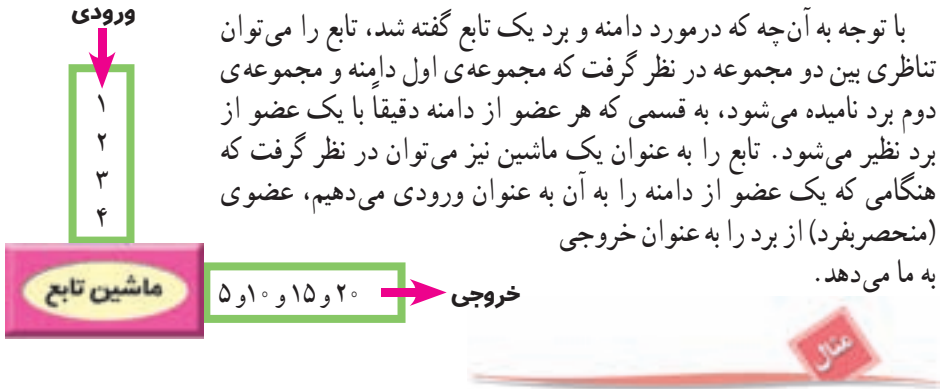 با توجه به آن‌چه که درمورد دامنه و برد یک تابع گفته شد، تابع را می‌توان
تناظری بین دو مجموعه در نظر گرفت که مجموعه‌ی اول دامنه و مجموعه‌ی
دوم برد نامیده می‌شود، به قسمی که هر عضو از دامنه دقیقاً با یک عضو از
برد نظیر می‌شود. تابع را به عنوان یک ماشین نیز می‌توان در نظر گرفت که
هنگامی که یک عضو از دامنه را به آن به عنوان ورودی می‌دهیم، عضوی
(منحصربفرد) از برد را به عنوان خروجی
به ما می‌دهد.
ورودی
۱
۲
۳
۴
ماشین تابع
۵ و ۱۰ و ۱۵ و ۲۰
خروجی
مثال